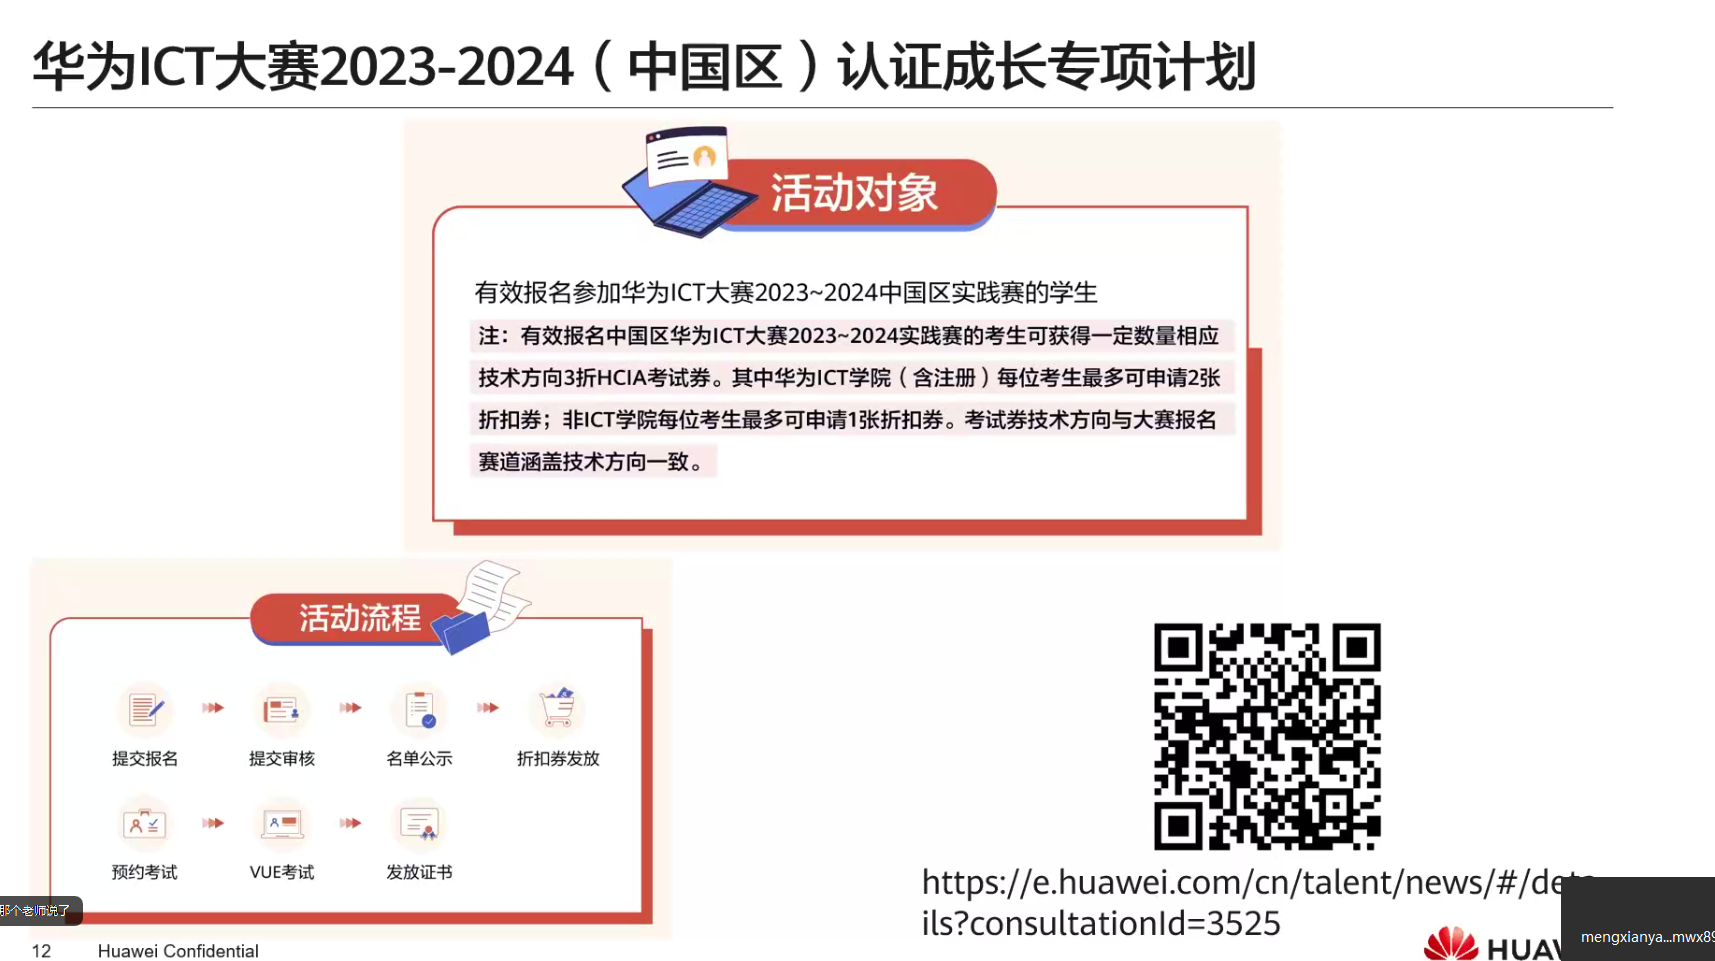 华为ICT大赛2023-2024（中国区）认证成长专项计划
活动对象
有效报名参加华为ICT大赛2023~2024中国区实践赛的学生
注：有效报名中国区华为ICT大赛2023~2024实践赛的考生可获得一定数量相应
技术方向3折HCIA考试券。其中华为ICT学院（含注册）每位考生最多可申请2张
折扣券；非ICT学院每位考生最多可申请1张折扣券。考试券技术方向与大赛报名
赛道涵盖技术方向一致。
活动流程
提交报名
提交审核
名单公示
折扣券发放
预约考试
VUE考试
发放证书
https://e.huawei.com/cn/talent/news/#/deta
ils?consultationId=3525
那个老师说了
12
Huawei Confidential
HUAW
mengxianya...mwx89